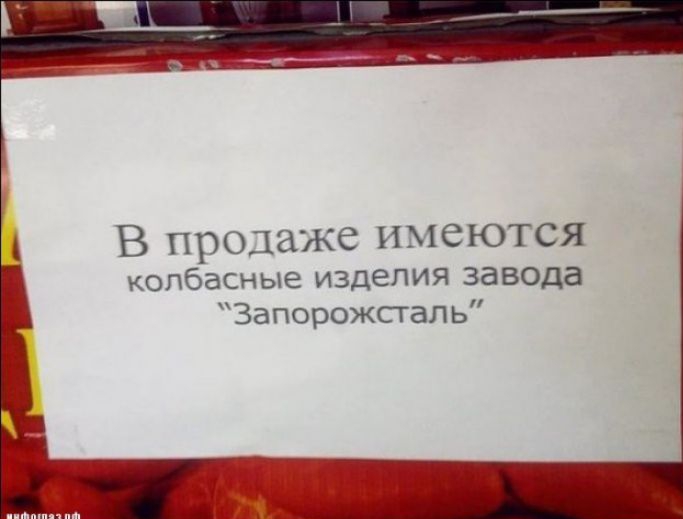 В продаже имеются
колбасные изделия завода
"Запорожсталь"